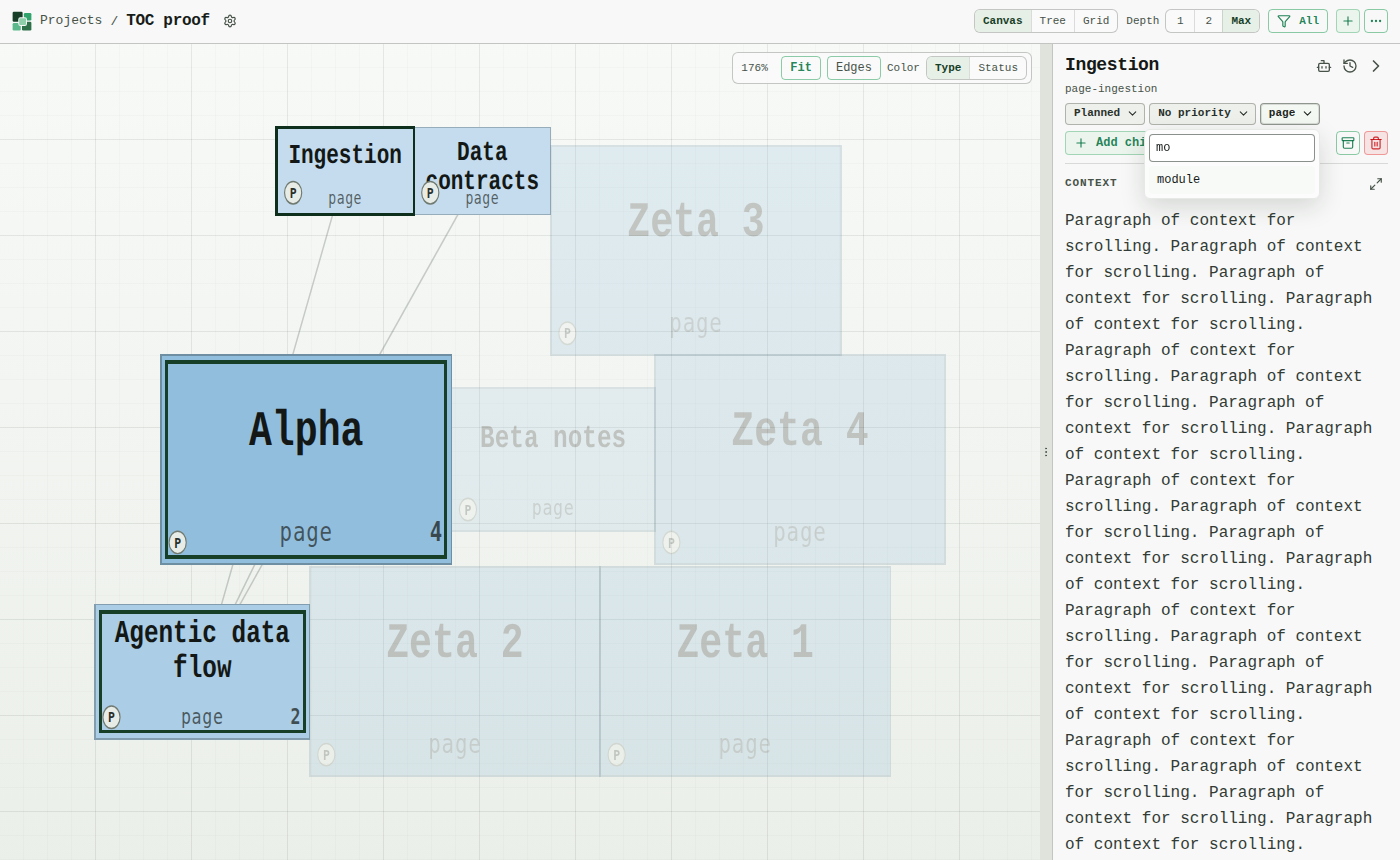 Projects / TOC proof
Canvas Tree Grid Depth 1 2 Max All
176% Fit Edges Color Type Status
Ingestion
P page
Data
contracts
P page
Zeta 3
P page
Alpha
P page 4
Beta notes
P page
Zeta 4
P page
Agentic data
flow
P page 2
Zeta 2
P page
Zeta 1
P page
Ingestion
page-ingestion
Planned No priority page
Add chi
mo
module
CONTEXT
Paragraph of context for
scrolling. Paragraph of context
for scrolling. Paragraph of
context for scrolling. Paragraph
of context for scrolling.
Paragraph of context for
scrolling. Paragraph of context
for scrolling. Paragraph of
context for scrolling. Paragraph
of context for scrolling.
Paragraph of context for
scrolling. Paragraph of context
for scrolling. Paragraph of
context for scrolling. Paragraph
of context for scrolling.
Paragraph of context for
scrolling. Paragraph of context
for scrolling. Paragraph of
context for scrolling. Paragraph
of context for scrolling.
Paragraph of context for
scrolling. Paragraph of context
for scrolling. Paragraph of
context for scrolling. Paragraph
of context for scrolling.